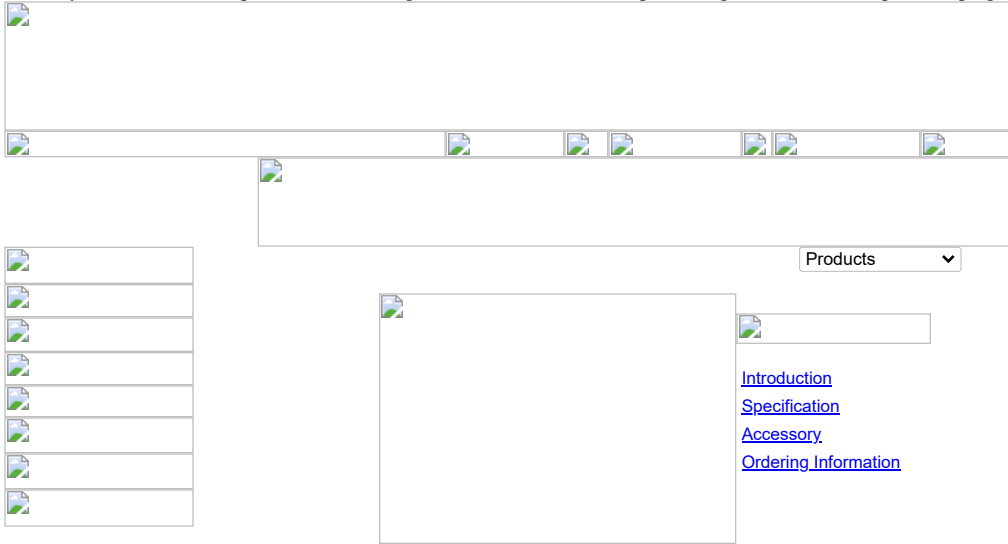 Products
Introduction
Specification
Accessory
Ordering Information